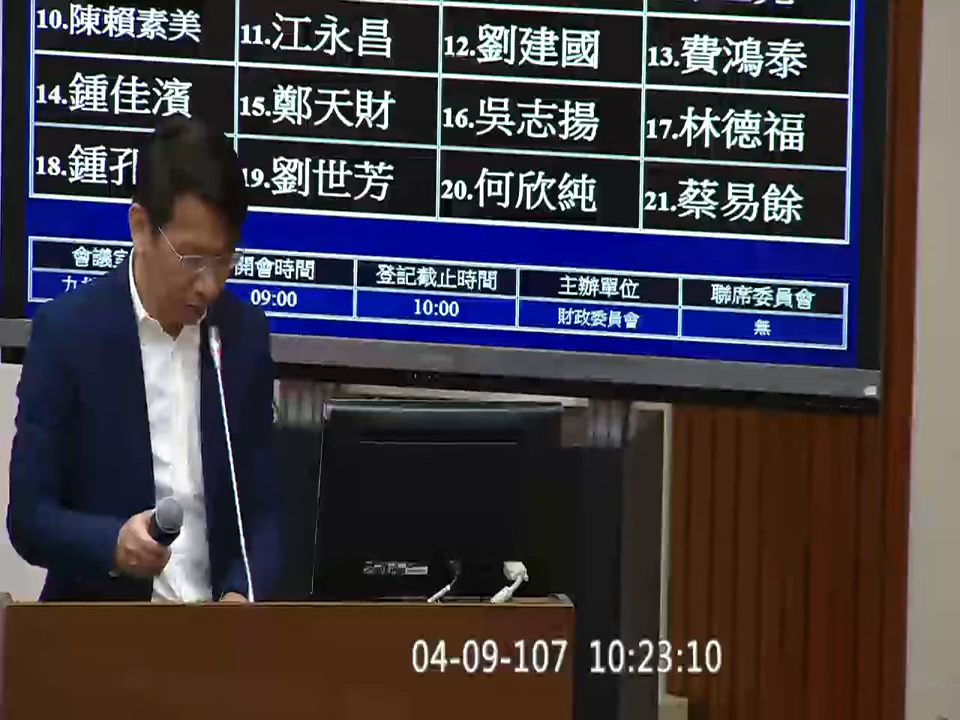 10.陳賴素美 11.江永昌 12.劉建國 13.費鴻泰
14.鍾佳濱 15.鄭天財 16.吳志揚 17.林德福
18.鍾孔 19.劉世芳 20.何欣純 21.蔡易餘
會議室 開會時間 登記截止時間 主辦單位 聯席委員會
九 09:00 10:00 財政委員會 無
04-09-107 10:23:10